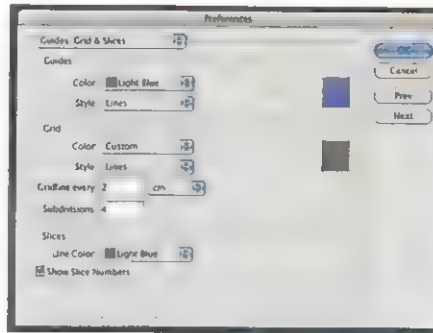 Preferences
Guides, Grid & Slices
OK
Cancel
Prev
Next
Guides
Color Light Blue
Style Lines
Grid
Color Custom
Style Lines
Gridline every 2 cm
Subdivisions 4
Slices
Line Color Light Blue
Show Slice Numbers